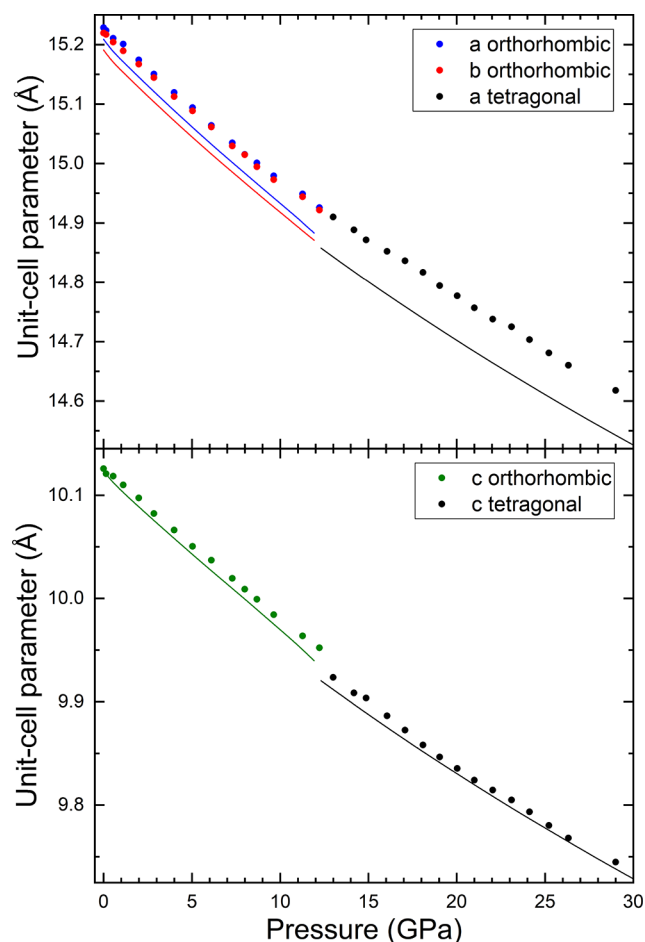 15.2
15.1
15.0
14.9
14.8
14.7
14.6
Unit-cell parameter (Å)
a orthorhombic
b orthorhombic
a tetragonal
10.1
10.0
9.9
9.8
Unit-cell parameter (Å)
c orthorhombic
c tetragonal
0 5 10 15 20 25 30
Pressure (GPa)